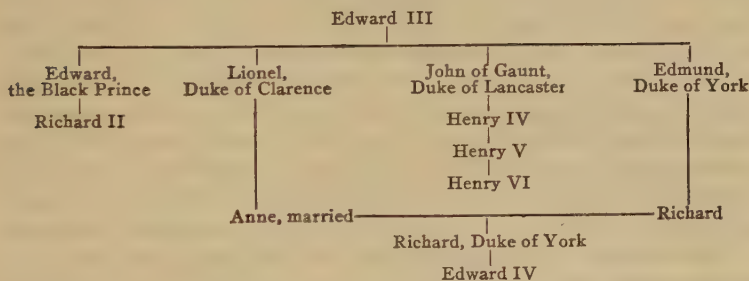 Edward III
Edward, Lionel, John of Gaunt, Edmund,
the Black Prince Duke of Clarence Duke of Lancaster Duke of York
Richard II Henry IV
Henry V
Henry VI
Anne, married Richard
Richard, Duke of York
Edward IV